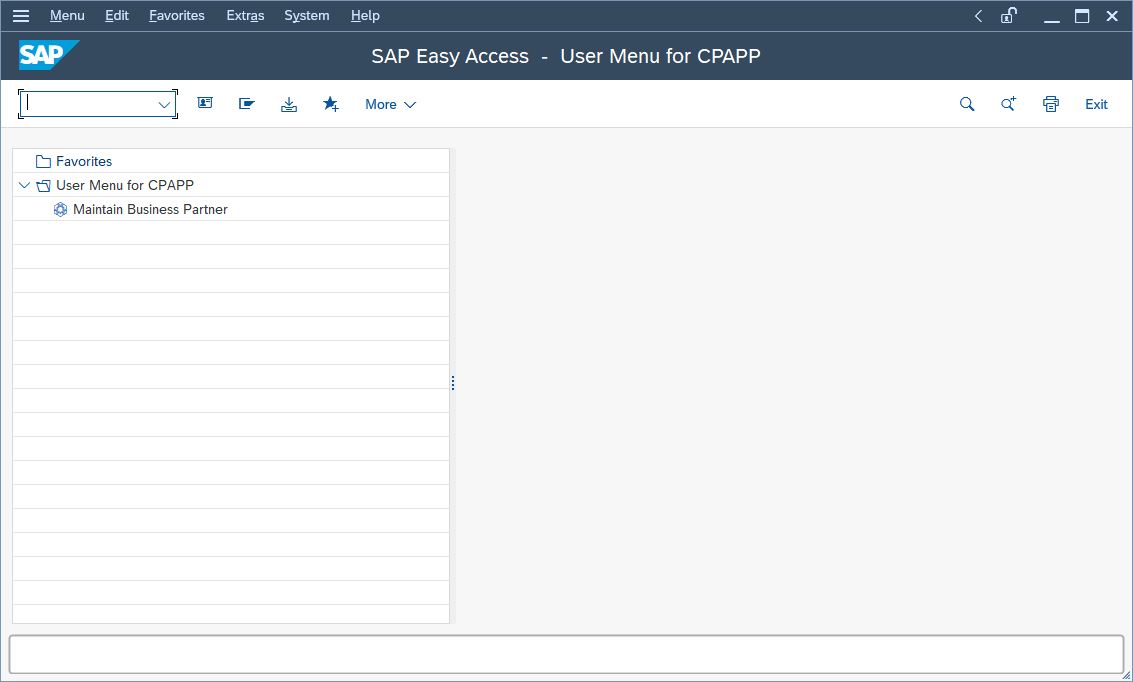 Menu Edit Favorites Extras System Help
SAP SAP Easy Access - User Menu for CPAPP
More Exit
Favorites
User Menu for CPAPP
Maintain Business Partner